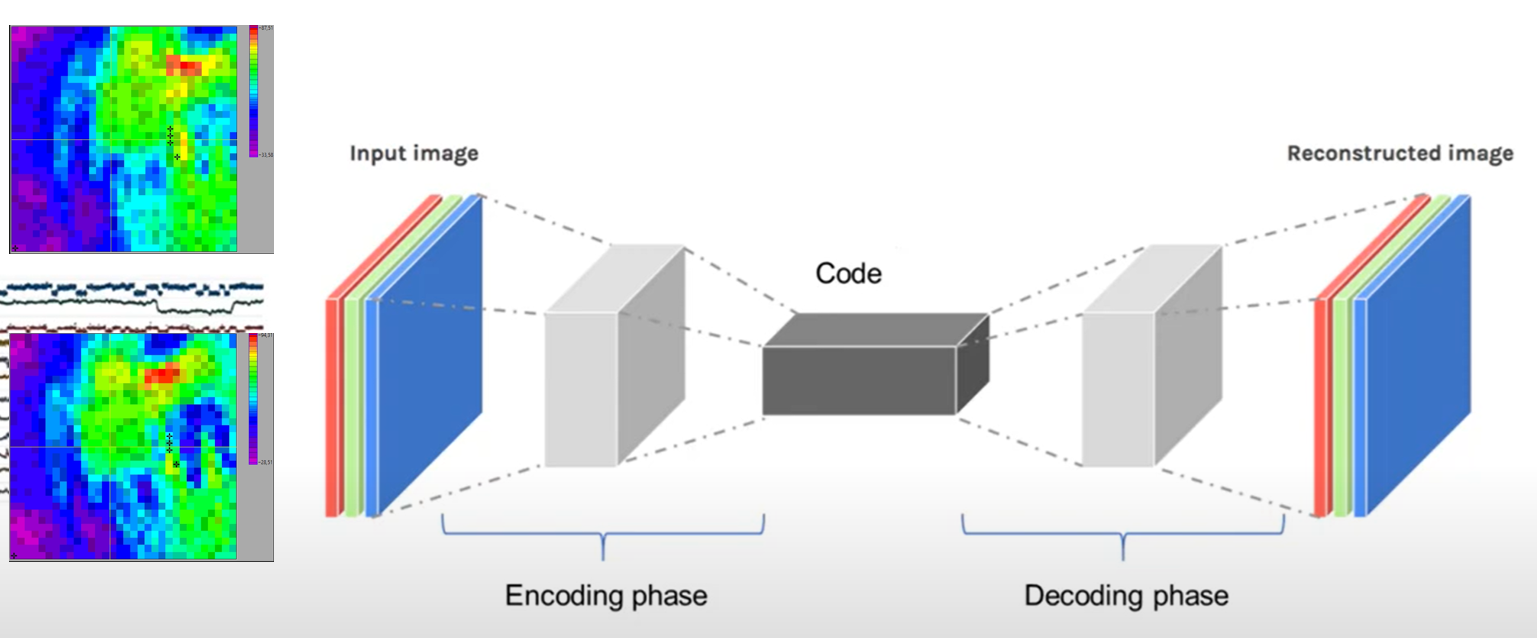 Input image
Reconstructed image
Code
Encoding phase
Decoding phase